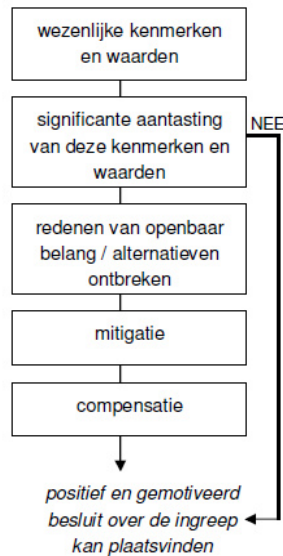 wezenlijke kenmerken
en waarden
significante aantasting
van deze kenmerken en
waarden
NEE
redenen van openbaar
belang / alternatieven
ontbreken
mitigatie
compensatie
positief en gemotiveerd
besluit over de ingreep
kan plaatsvinden